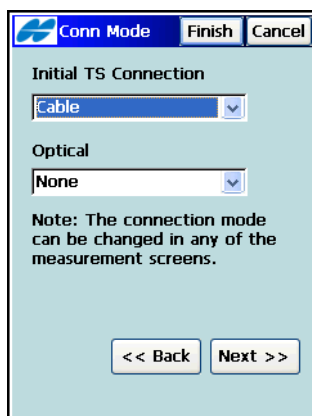 Conn Mode Finish Cancel
Initial TS Connection
Cable
Optical
None
Note: The connection mode
can be changed in any of the
measurement screens.
<< Back Next >>